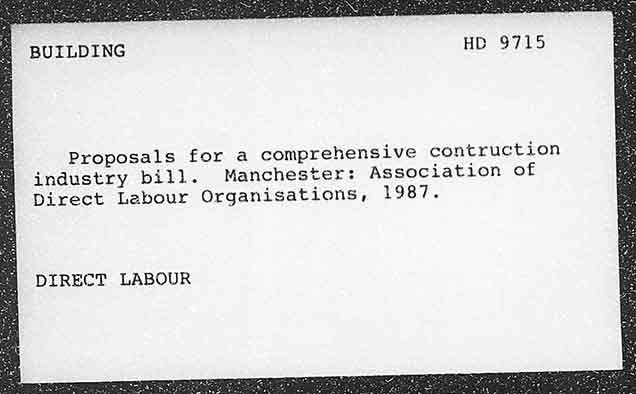 BUILDING HD 9715
Proposals for a comprehensive contruction
industry bill. Manchester: Association of
Direct Labour Organisations, 1987.
DIRECT LABOUR